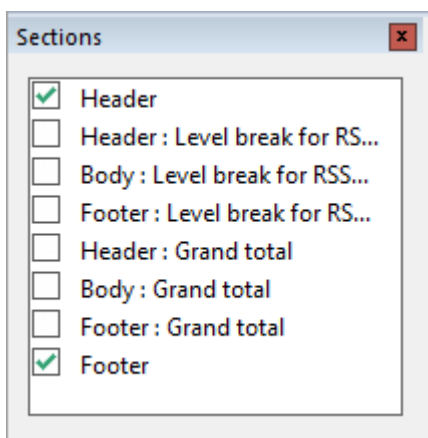 Sections
Header
Header : Level break for RS...
Body : Level break for RSS...
Footer : Level break for RS...
Header : Grand total
Body : Grand total
Footer : Grand total
Footer